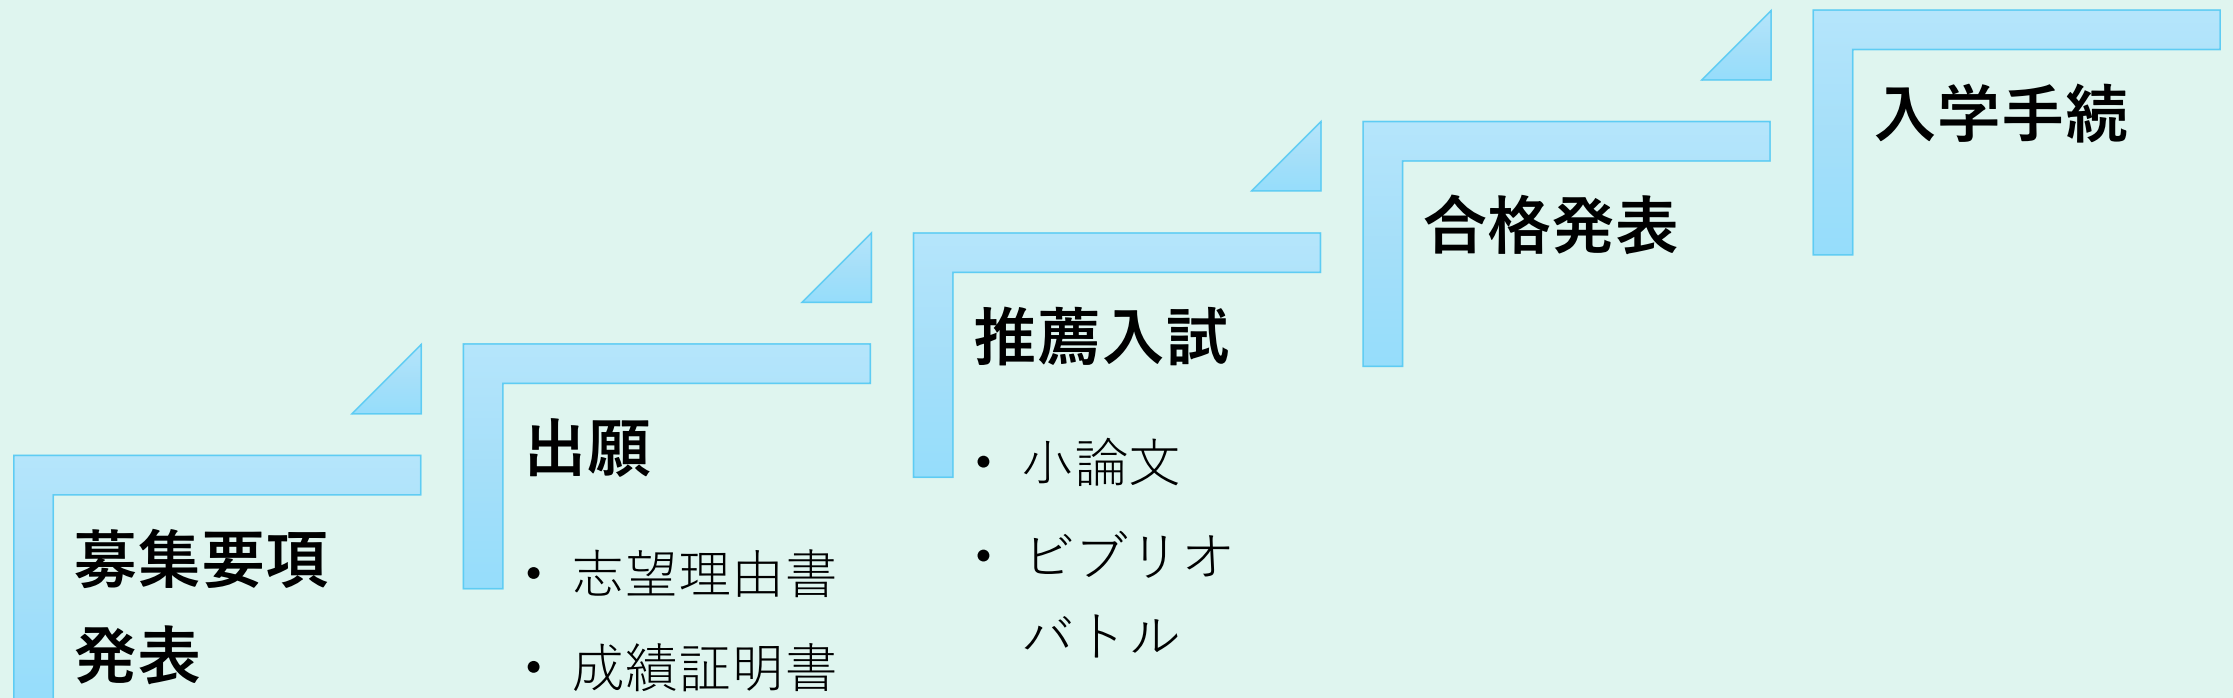 募集要項
発表
出願
• 志望理由書
• 成績証明書
推薦入試
• 小論文
• ビブリオ
バトル
合格発表
入学手続